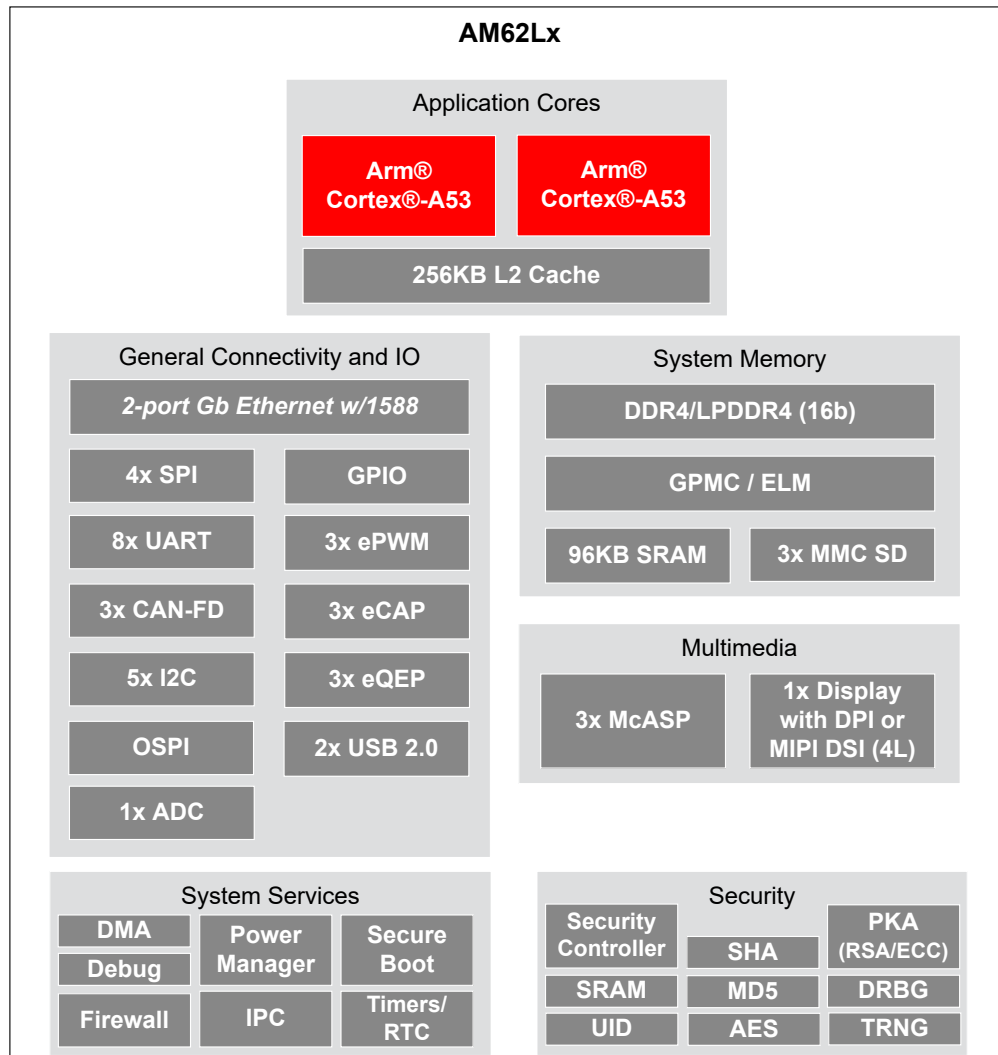 AM62Lx
Application Cores
Arm®
Cortex®-A53
Arm®
Cortex®-A53
256KB L2 Cache
General Connectivity and IO
2-port Gb Ethernet w/1588
4x SPI
GPIO
8x UART
3x ePWM
3x CAN-FD
3x eCAP
5x I2C
3x eQEP
OSPI
2x USB 2.0
1x ADC
System Memory
DDR4/LPDDR4 (16b)
GPMC / ELM
96KB SRAM
3x MMC SD
Multimedia
3x McASP
1x Display
with DPI or
MIPI DSI (4L)
System Services
DMA
Debug
Power
Manager
Secure
Boot
Firewall
IPC
Timers/
RTC
Security
Security
Controller
SHA
PKA
(RSA/ECC)
SRAM
MD5
DRBG
UID
AES
TRNG